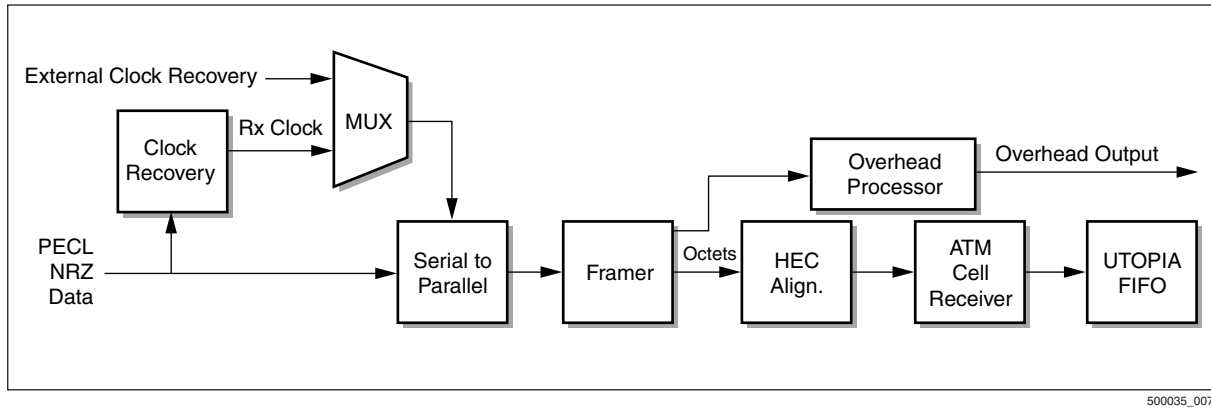 External Clock Recovery
MUX
Rx Clock
Clock
Recovery
Overhead
Processor
Overhead Output
PECL
NRZ
Data
Serial to
Parallel
Framer
Octets
HEC
Align.
ATM
Cell
Receiver
UTOPIA
FIFO
500035_007